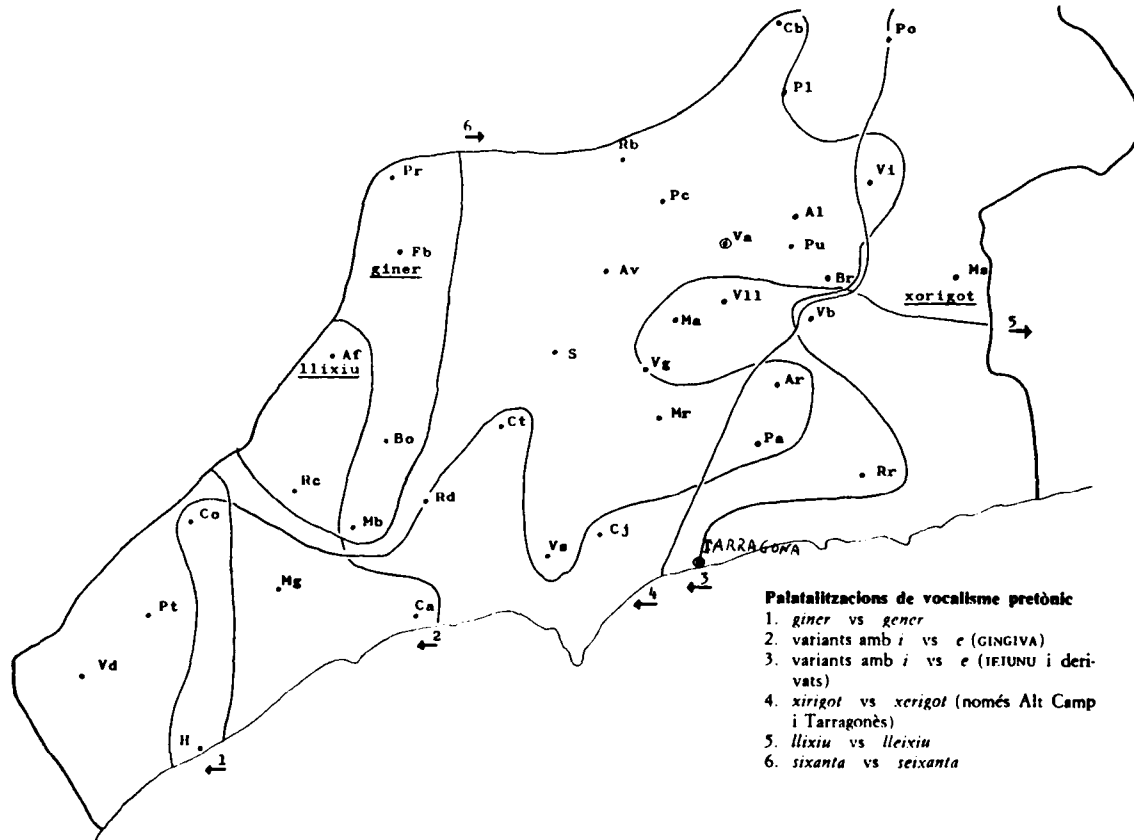 Cb
Po
Pl
6
Rb
Pr
Vi
Pc
Al
Va
Pu
Fb
giner
Av
Br
Ms
xorigot
Vll
Ma
Vb
5
Af
llixiu
S
Vg
Ar
Mr
Ct
Bo
Pa
Rr
Rc
Rd
Co
Mb
Cj
Vs
TARRAGONA
3
4
Mg
Pt
Ca
2
Vd
H
1
Palatalitzacions de vocalisme pretònic
1. giner vs gener
2. variants amb i vs e (GINGIVA)
3. variants amb i vs e (IEIUNU i deri-
vats)
4. xirigot vs xerigot (només Alt Camp
i Tarragonès)
5. llixiu vs lleixiu
6. sixanta vs seixanta